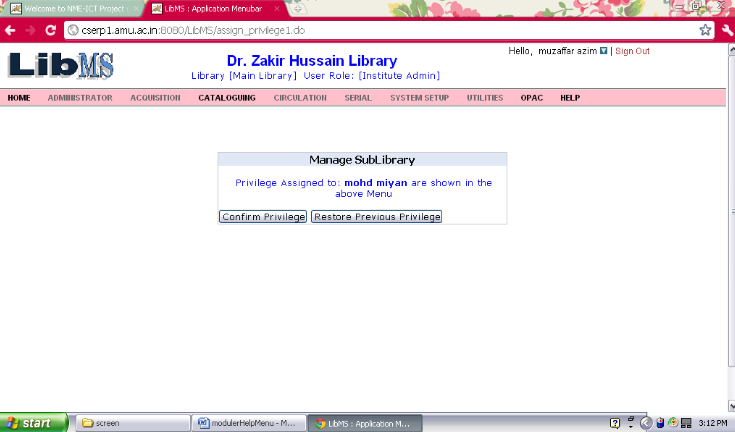 Welcome to NME-ICT Project
LibMS : Application Menubar
cserp1.amu.ac.in:8080/LibMS/assign_privilege1.do
Hello, muzaffar azim | Sign Out
LibMS
Dr. Zakir Hussain Library
Library [Main Library] User Role: [Institute Admin]
HOME ADMINISTRATOR ACQUISITION CATALOGUING CIRCULATION SERIAL SYSTEM SETUP UTILITIES OPAC HELP
Manage SubLibrary
Privilege Assigned to: mohd miyan are shown in the
above Menu
Confirm Privilege Restore Previous Privilege
start screen modulerHelpMenu - M... LibMS : Application M... 3:12 PM